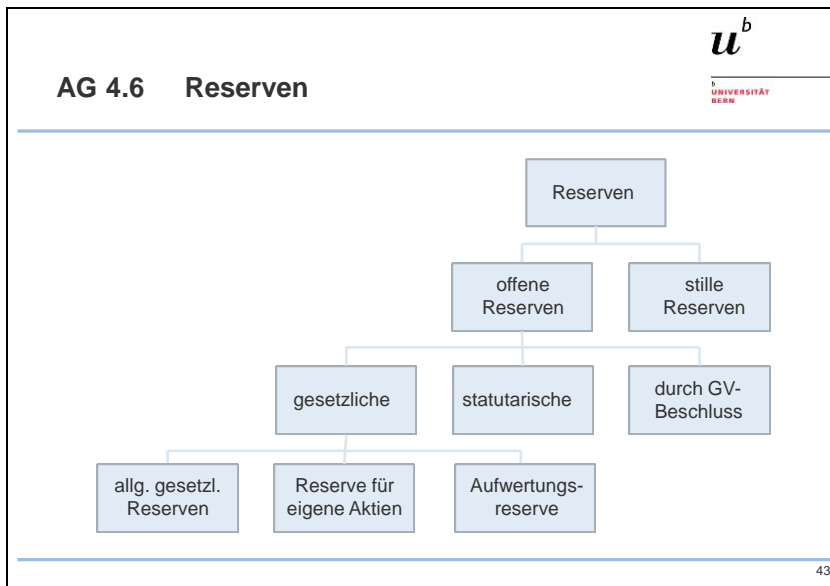 u b
AG 4.6 Reserven
b
UNIVERSITÄT
BERN
Reserven
offene
Reserven
stille
Reserven
gesetzliche
statutarische
durch GV-
Beschluss
allg. gesetzl.
Reserven
Reserve für
eigene Aktien
Aufwertungs-
reserve
43